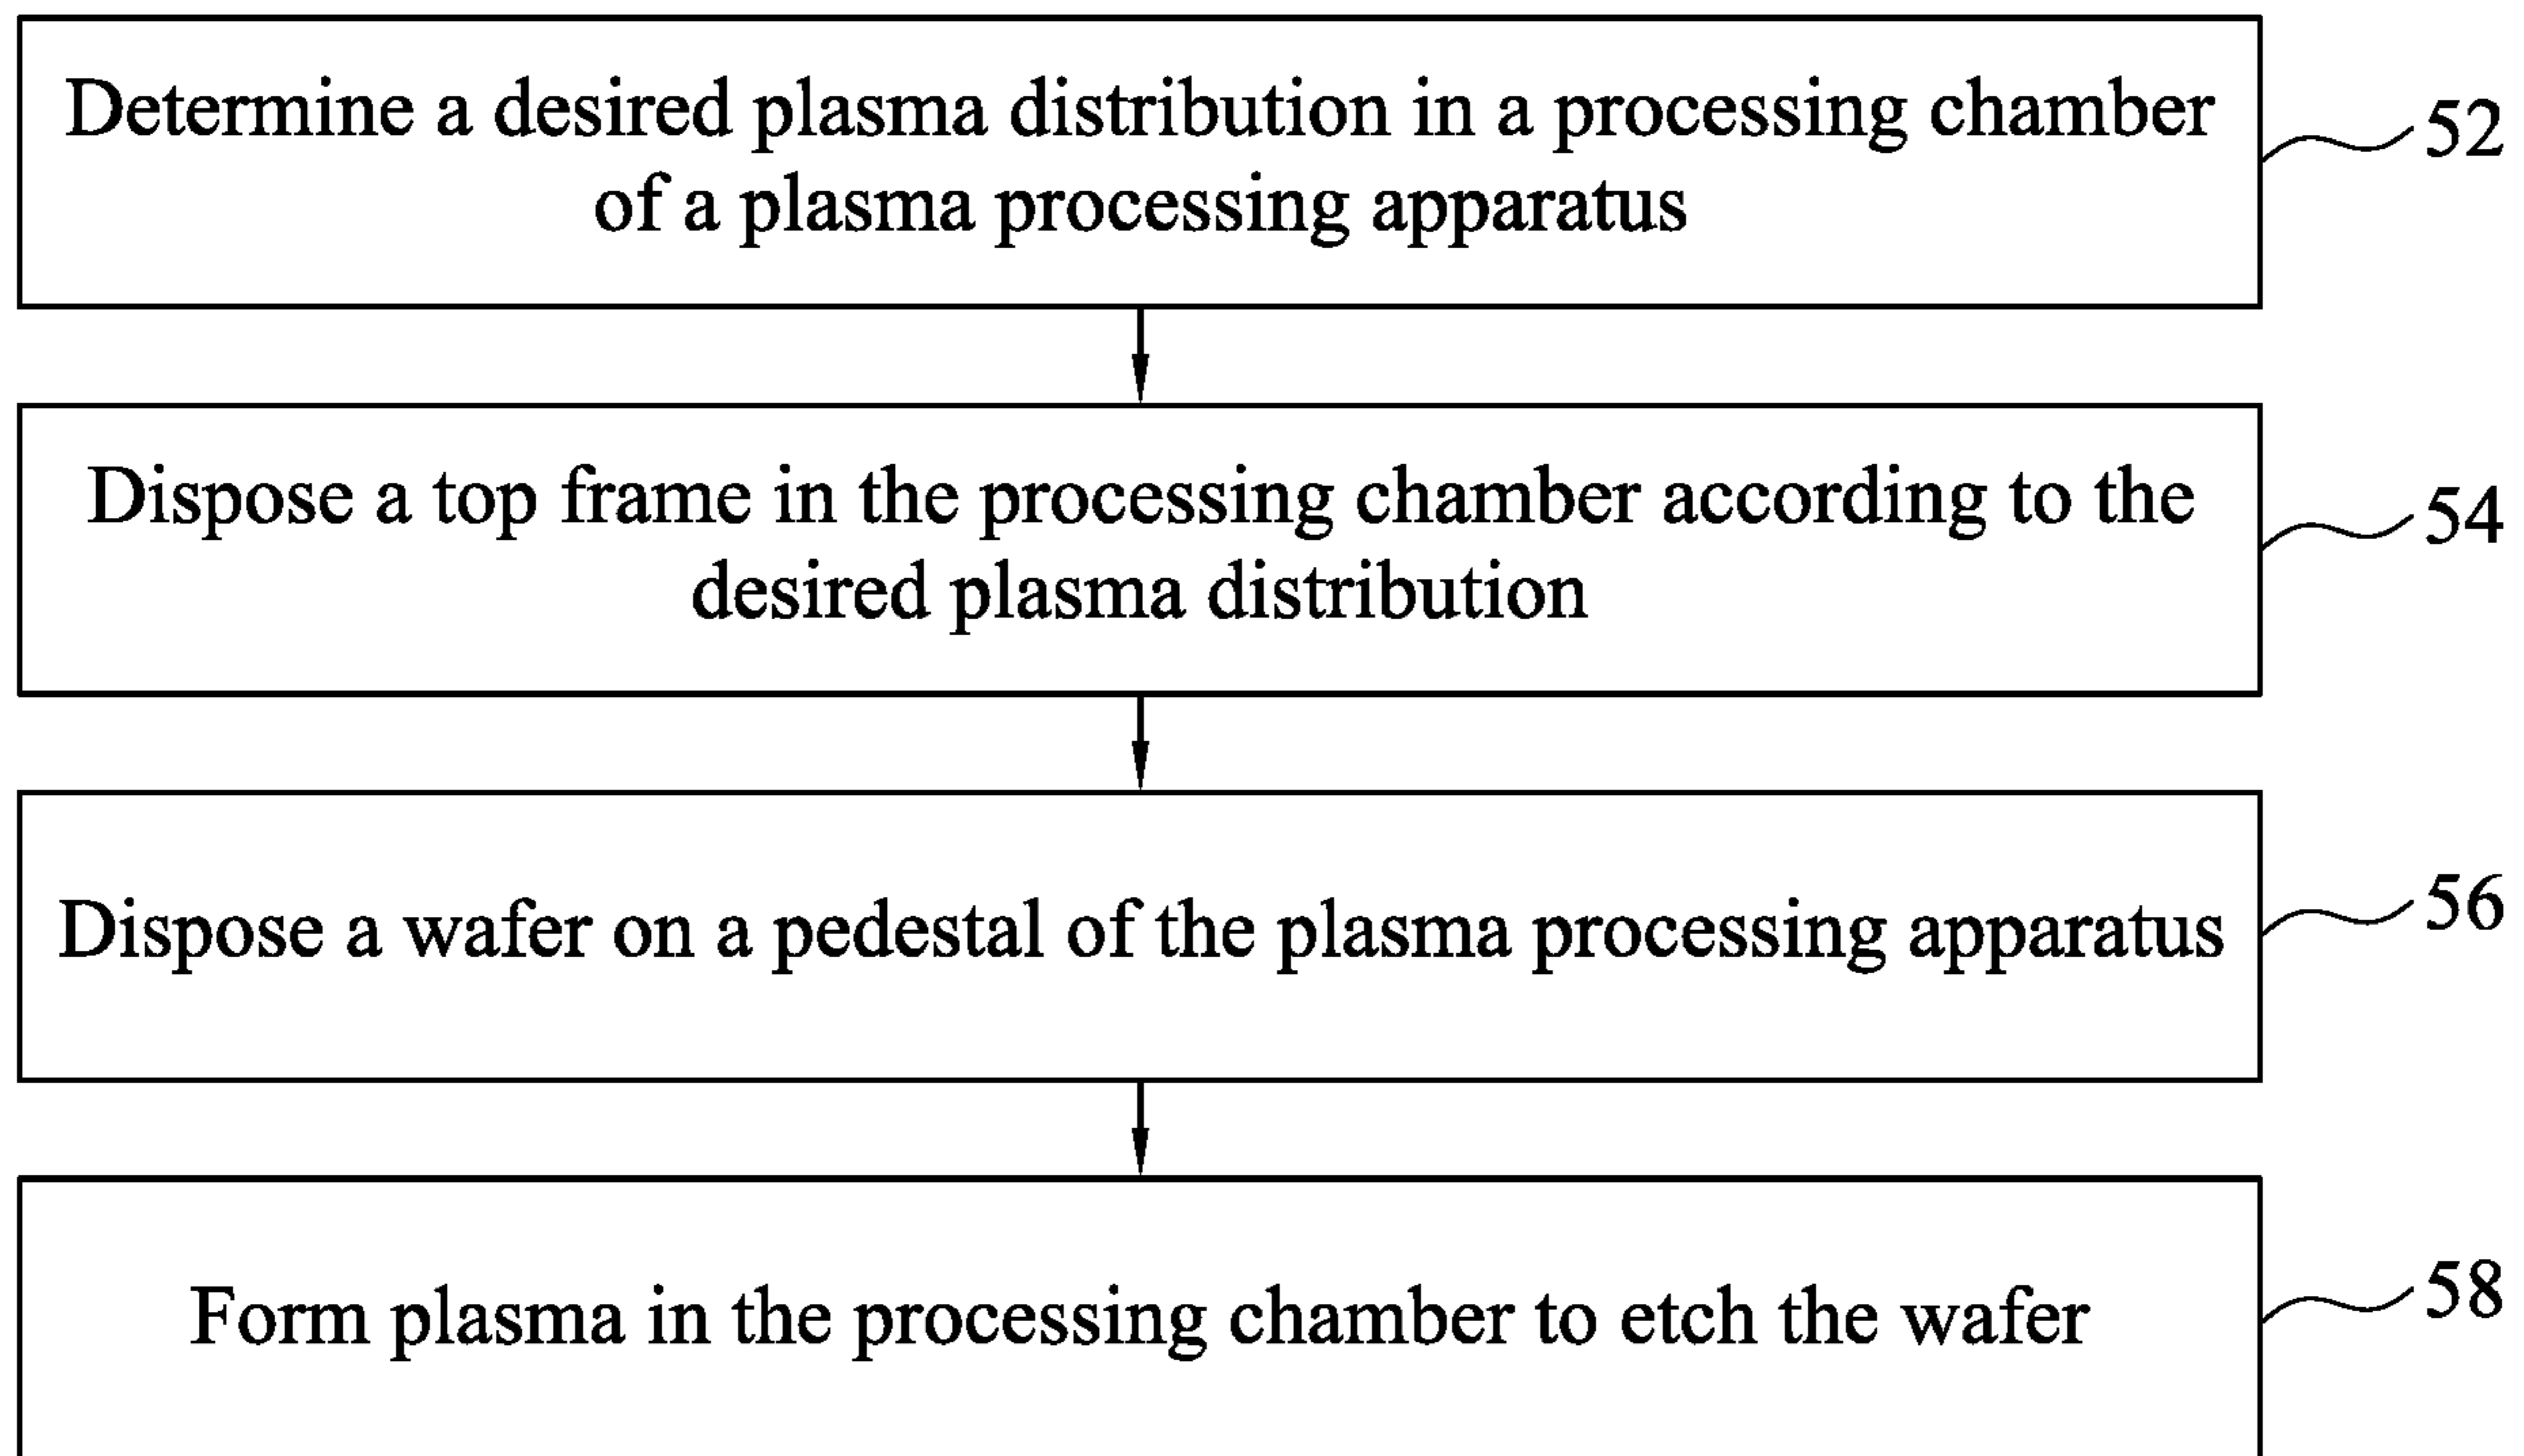 Determine a desired plasma distribution in a processing chamber
of a plasma processing apparatus
52
Dispose a top frame in the processing chamber according to the
desired plasma distribution
54
Dispose a wafer on a pedestal of the plasma processing apparatus
56
Form plasma in the processing chamber to etch the wafer
58